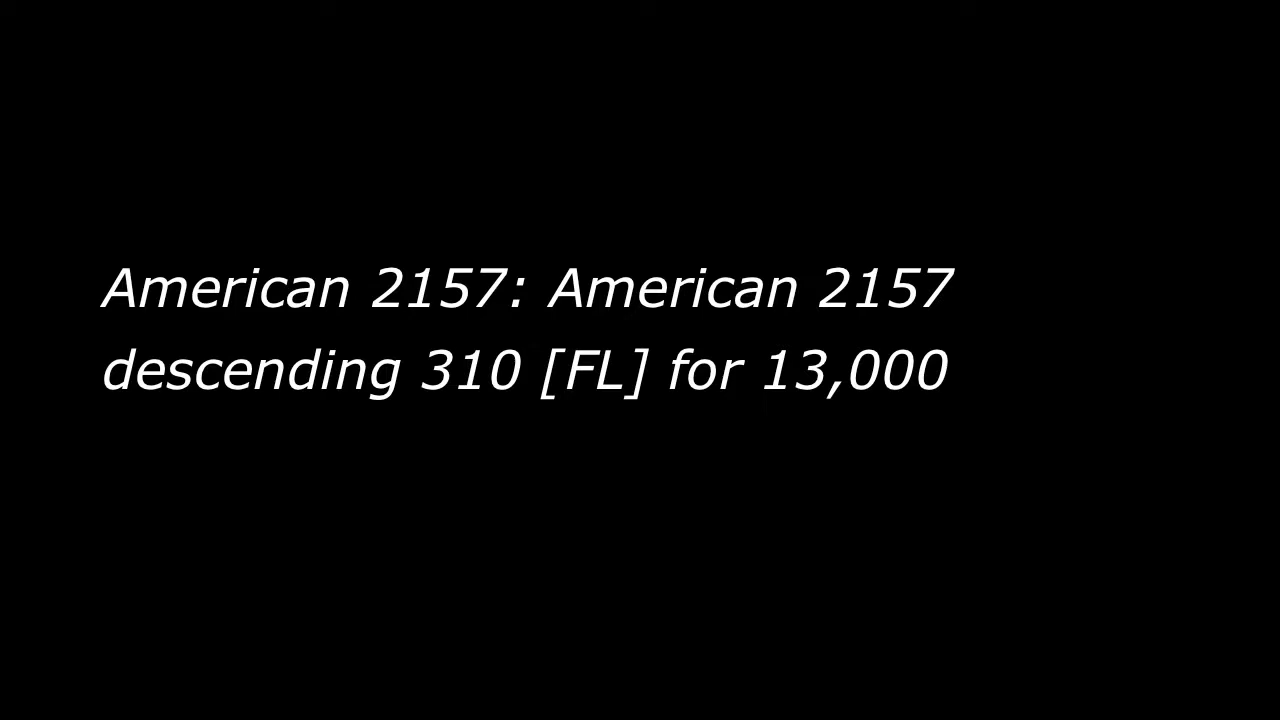 American 2157: American 2157
descending 310 [FL] for 13,000